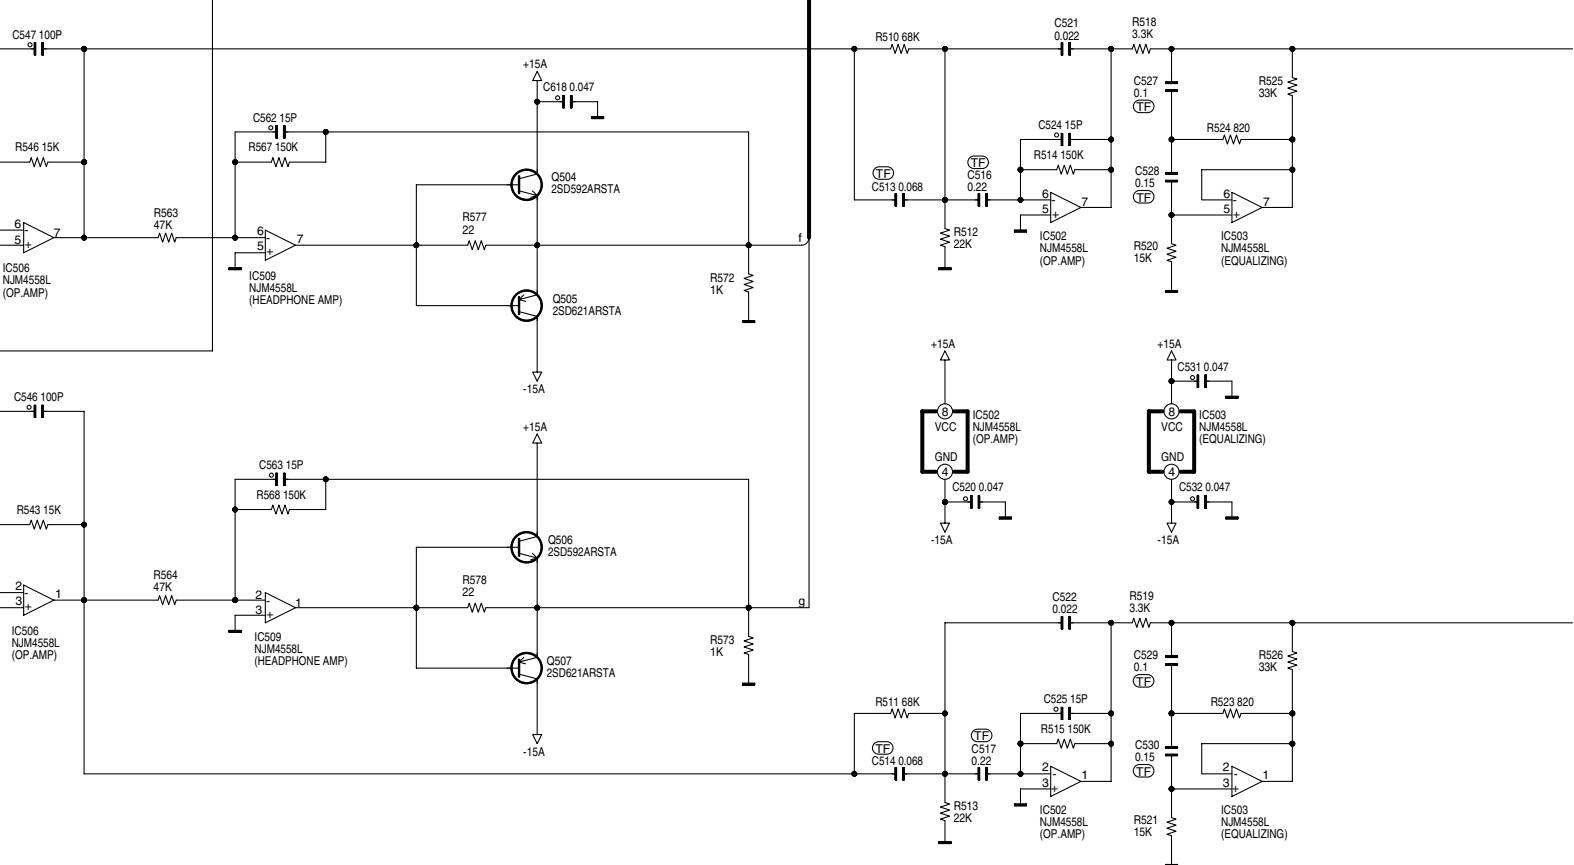 C547 100P
R546 15K
6
5
7
-
+
IC506
NJM4558L
(OP.AMP)
R563
47K
C562 15P
R567 150K
6
5
7
-
+
IC509
NJM4558L
(HEADPHONE AMP)
+15A
C618 0.047
Q504
2SD592ARSTA
R577
22
Q505
2SD621ARSTA
-15A
R572
1K
f
C546 100P
R543 15K
2
3
1
-
+
IC506
NJM4558L
(OP.AMP)
R564
47K
C563 15P
R568 150K
2
3
1
-
+
IC509
NJM4558L
(HEADPHONE AMP)
+15A
Q506
2SD592ARSTA
R578
22
Q507
2SD621ARSTA
-15A
R573
1K
g
R510 68K
TF
C513 0.068
TF
C516
0.22
R512
22K
C521
0.022
C524 15P
R514 150K
6
5
7
-
+
IC502
NJM4558L
(OP.AMP)
R518
3.3K
C527
0.1
TF
C528
0.15
TF
R520
15K
R524 820
R525
33K
6
5
7
-
+
IC503
NJM4558L
(EQUALIZING)
+15A
8
VCC
GND
4
IC502
NJM4558L
(OP.AMP)
C520 0.047
-15A
+15A
C531 0.047
8
VCC
GND
4
IC503
NJM4558L
(EQUALIZING)
C532 0.047
-15A
R511 68K
TF
C514 0.068
TF
C517
0.22
R513
22K
C522
0.022
C525 15P
R515 150K
2
3
1
-
+
IC502
NJM4558L
(OP.AMP)
R519
3.3K
C529
0.1
TF
C530
0.15
TF
R521
15K
R523 820
R526
33K
2
3
1
-
+
IC503
NJM4558L
(EQUALIZING)